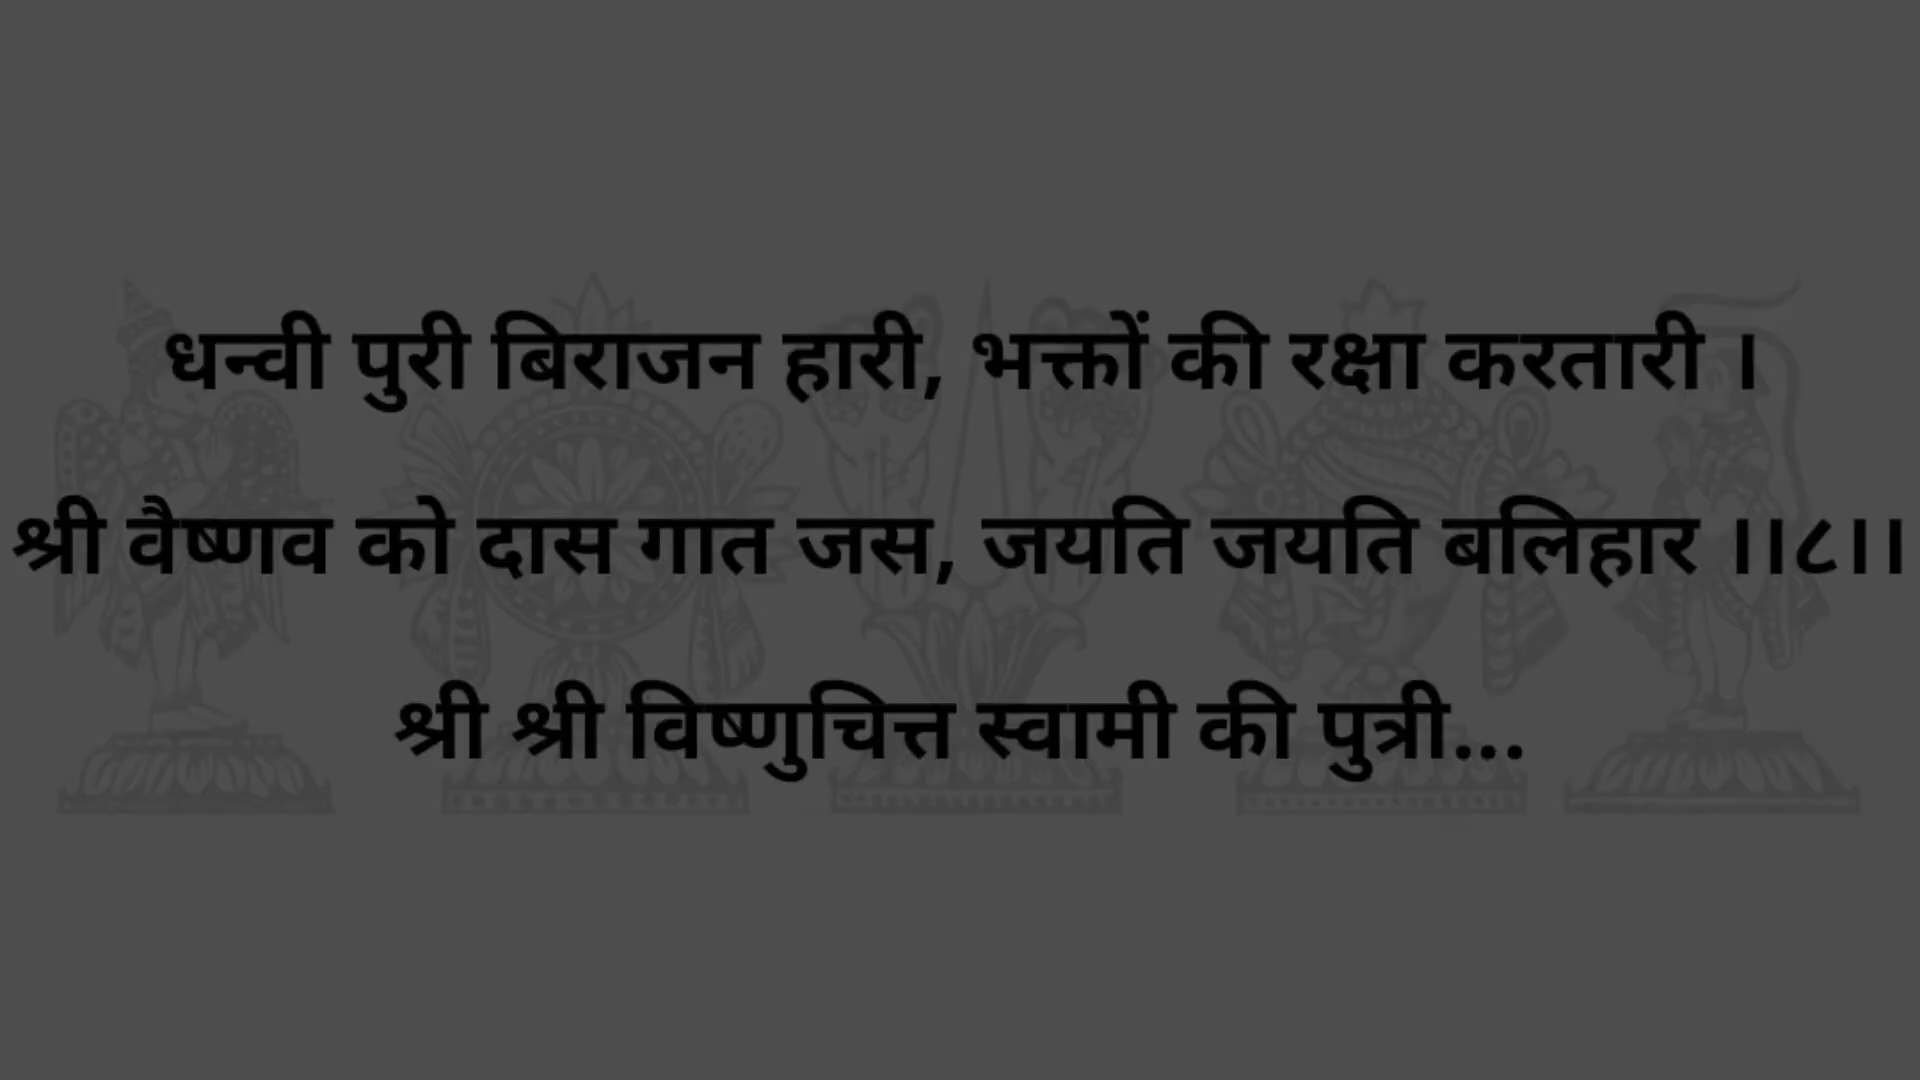 धन्वी पुरी बिराजन हारी, भक्तों की रक्षा करतारी ।
श्री वैष्णव को दास गात जस, जयति जयति बलिहार ।।८।।
श्री श्री विष्णुचित्त स्वामी की पुत्री...